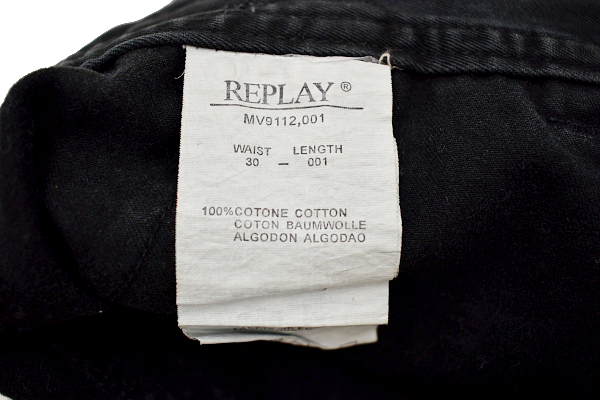 REPLAY ®
MV9112,001
WAIST LENGTH
30 – 001
100%COTONE COTTON
COTON BAUMWOLLE
ALGODON ALGODAO